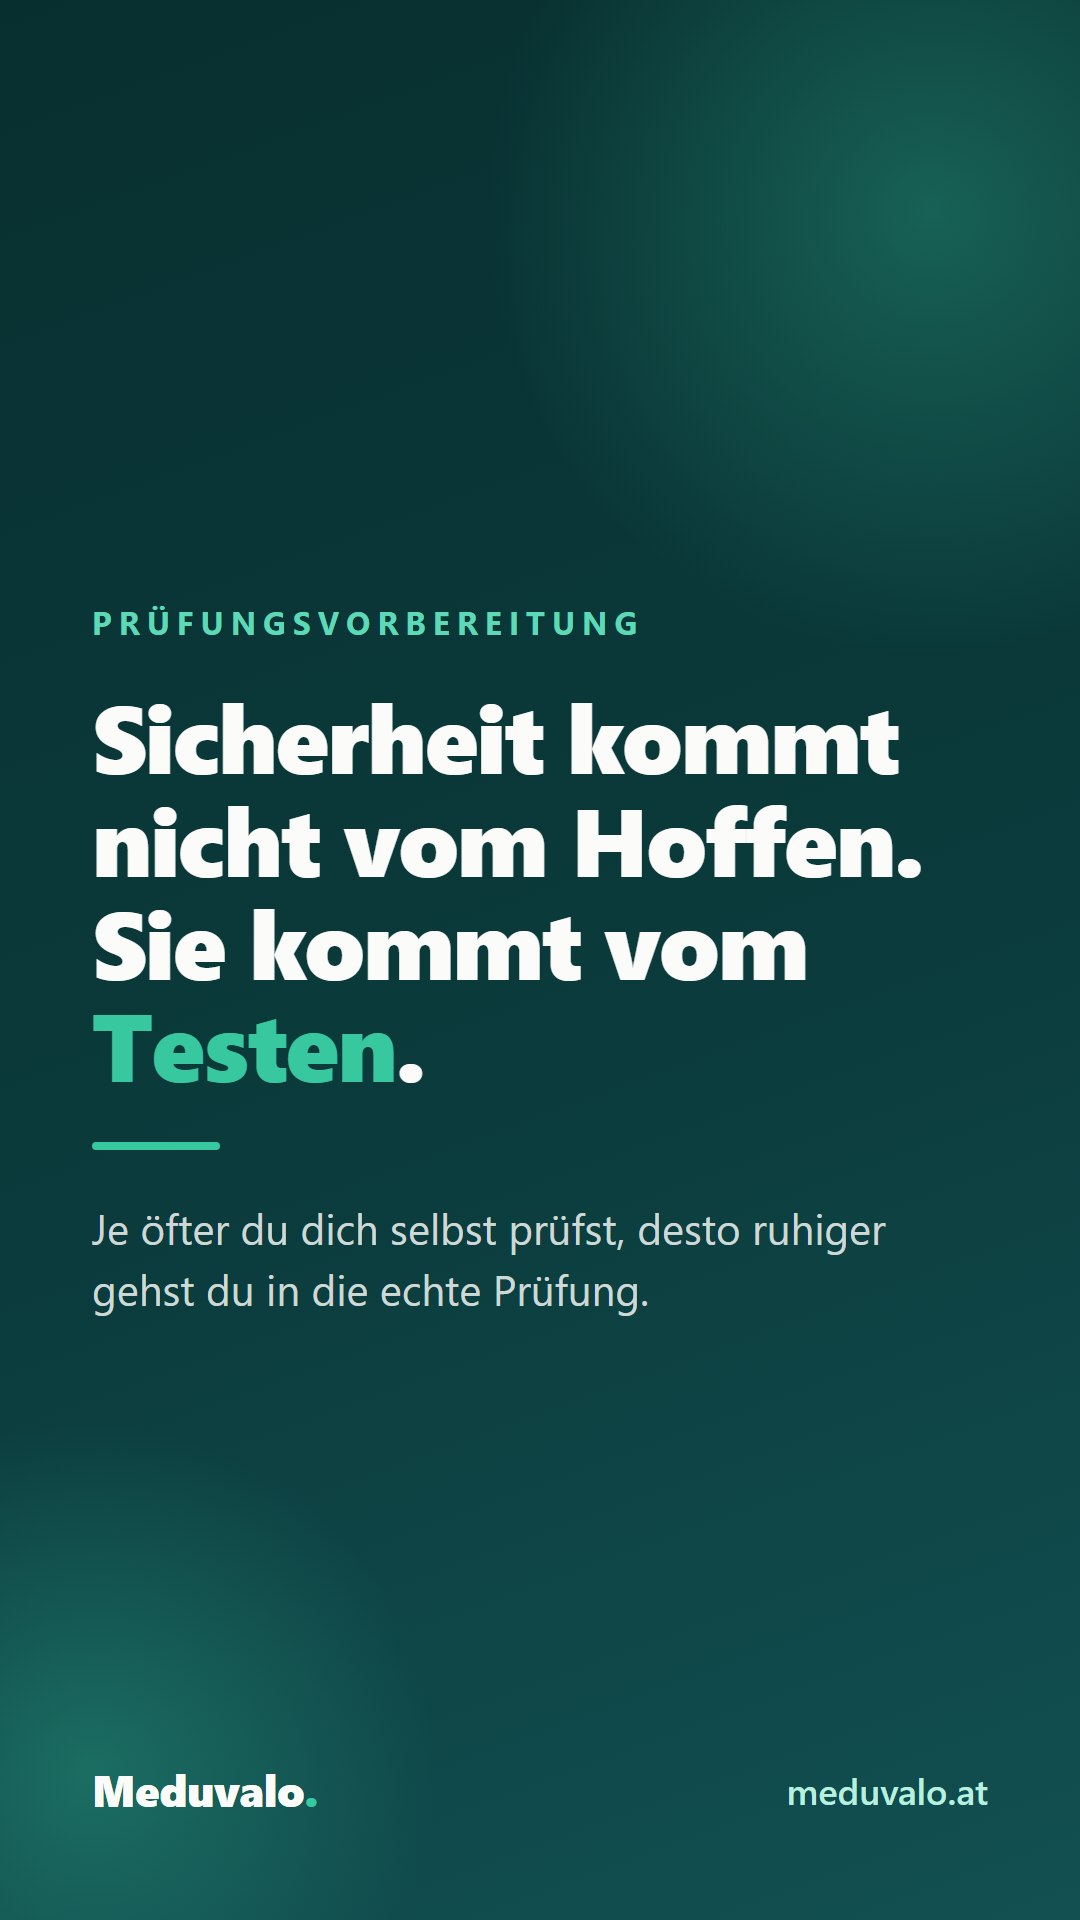 PRÜFUNGSVORBEREITUNG
Sicherheit kommt
nicht vom Hoffen.
Sie kommt vom
Testen.
Je öfter du dich selbst prüfst, desto ruhiger
gehst du in die echte Prüfung.
Meduvalo.
meduvalo.at